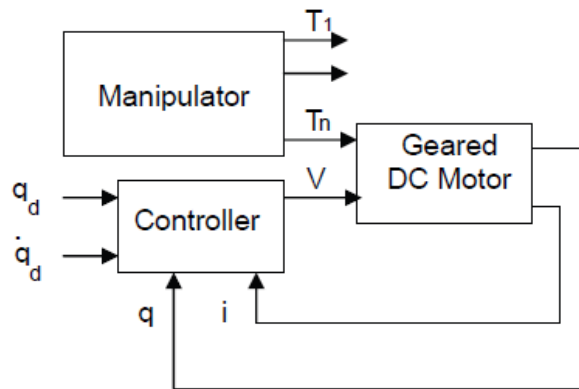 T1
Manipulator
Tn
Geared
DC Motor
V
qd
Controller
q̇d
q
i